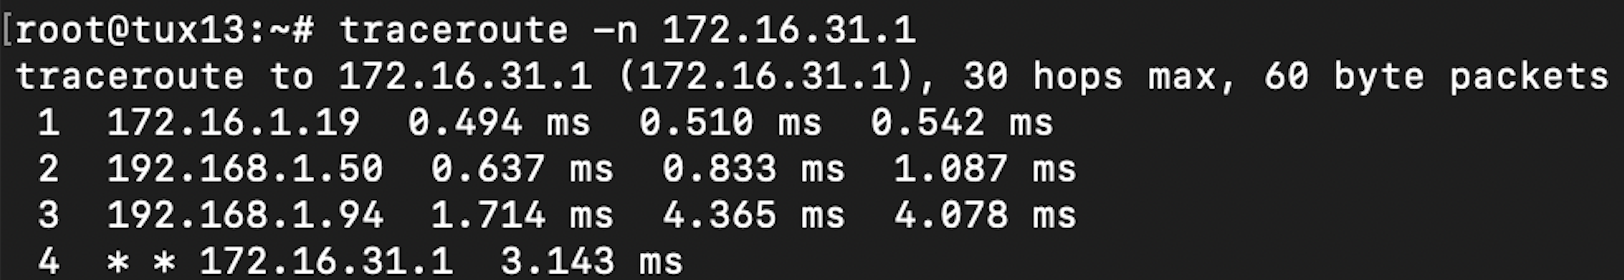 [root@tux13:~# traceroute -n 172.16.31.1
traceroute to 172.16.31.1 (172.16.31.1), 30 hops max, 60 byte packets
1 172.16.1.19 0.494 ms 0.510 ms 0.542 ms
2 192.168.1.50 0.637 ms 0.833 ms 1.087 ms
3 192.168.1.94 1.714 ms 4.365 ms 4.078 ms
4 * * 172.16.31.1 3.143 ms